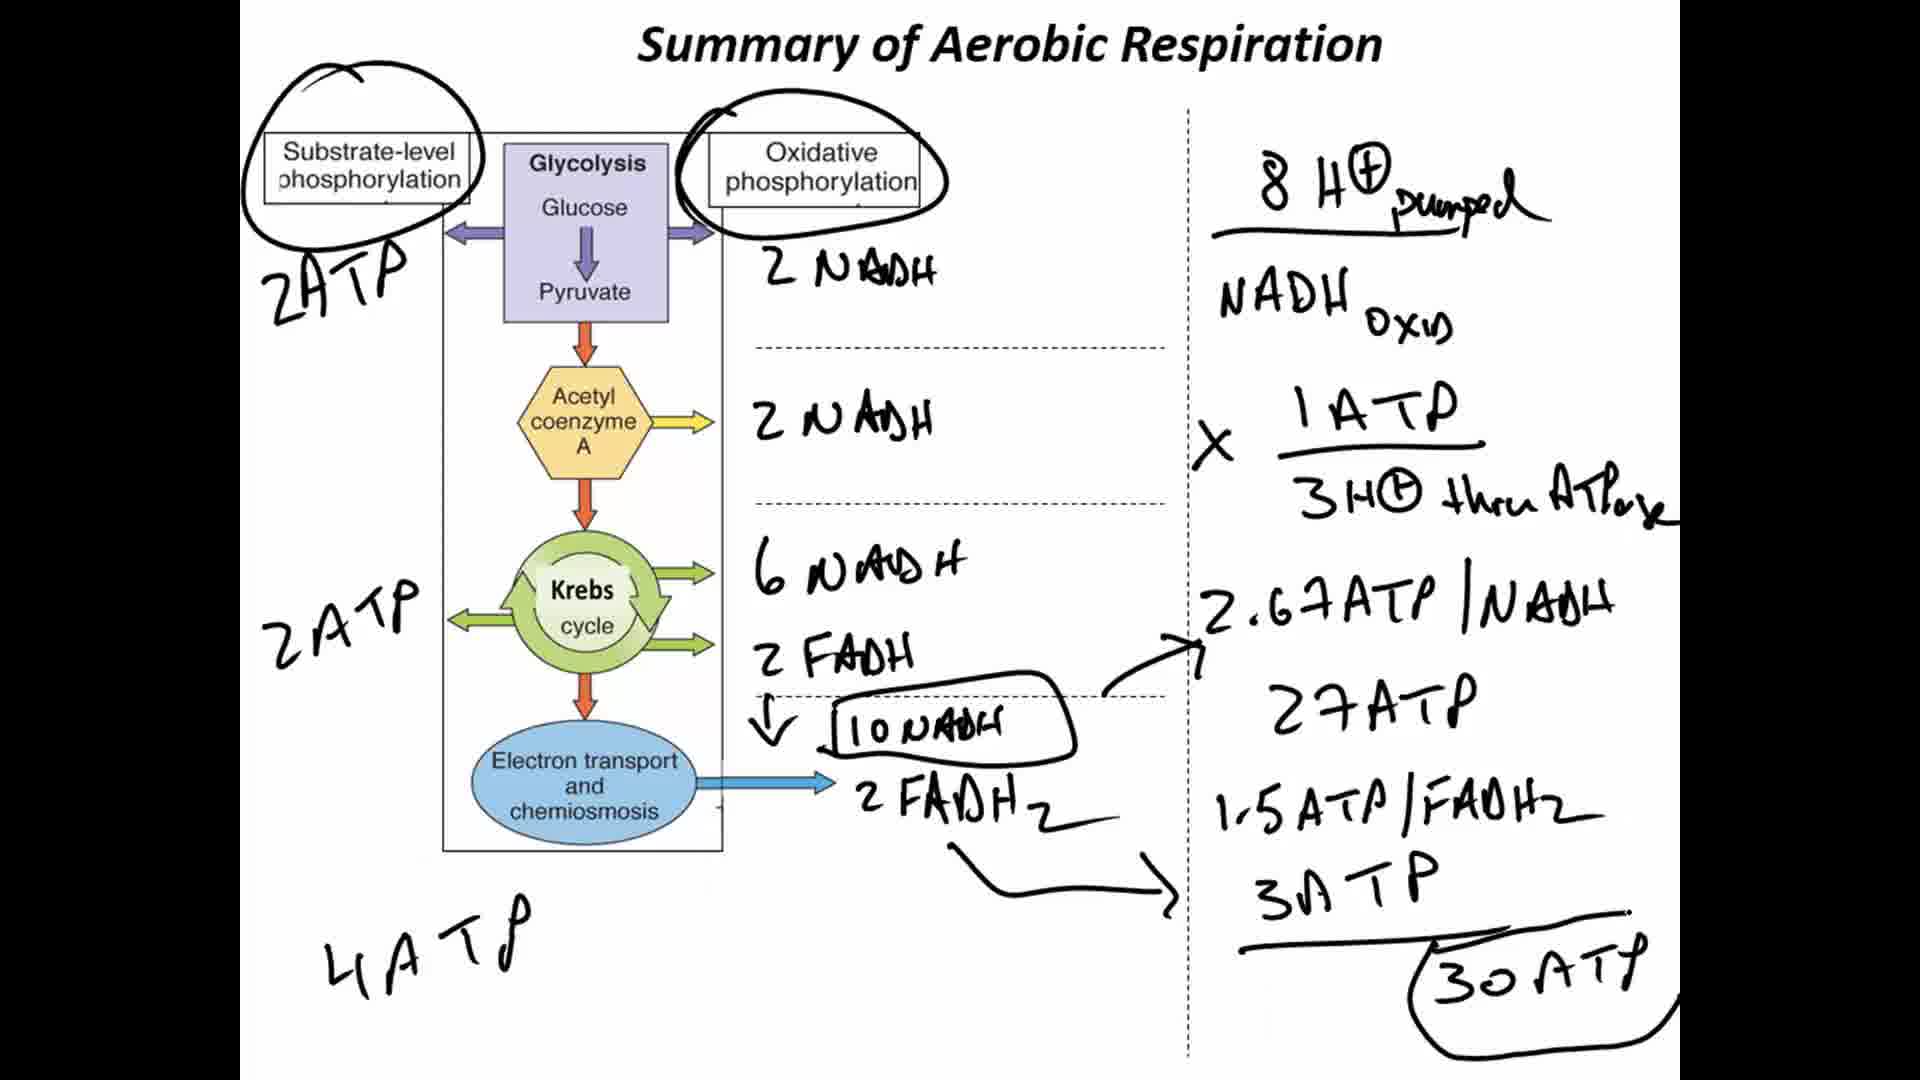 Summary of Aerobic Respiration
Substrate-level
phosphorylation
Glycolysis
Glucose
Pyruvate
Oxidative
phosphorylation
2ATP
2 NADH
Acetyl
coenzyme
A
2 NADH
Krebs
cycle
2ATP
6 NADH
2 FADH
10 NADH
Electron transport
and
chemiosmosis
2 FADH2
4ATP
8 H+ pumped
NADH OXID
X 1ATP
3H+ thru ATPase
2.67ATP/NADH
27ATP
1.5ATP/FADH2
3ATP
30ATP